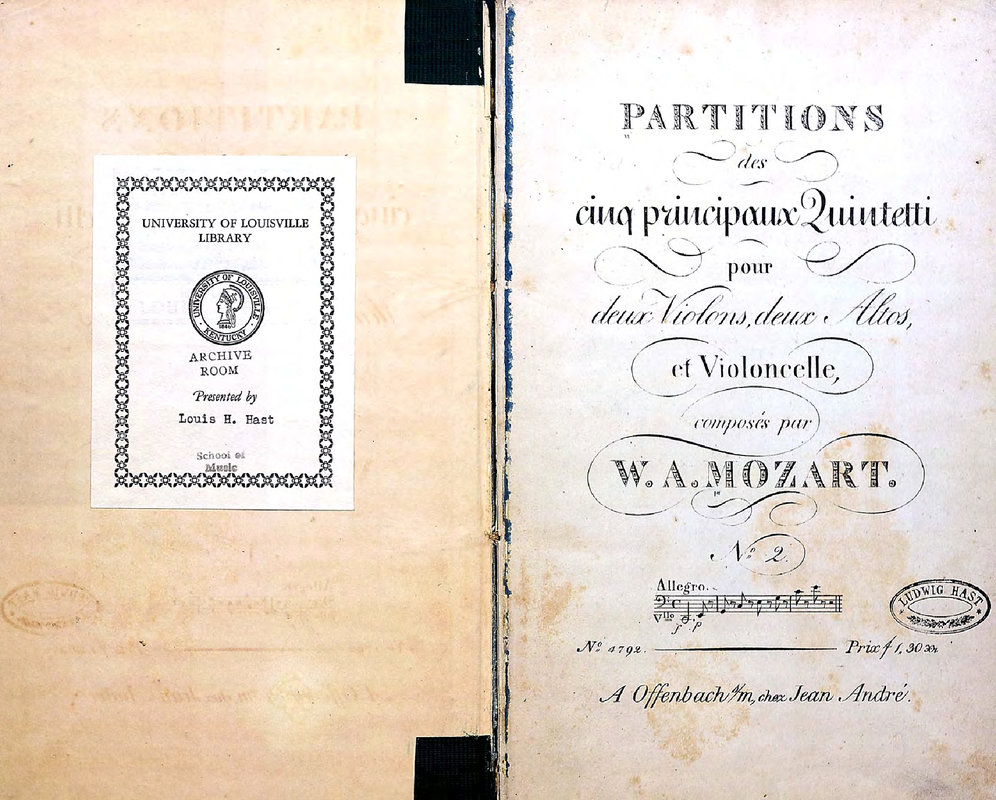 UNIVERSITY OF LOUISVILLE
LIBRARY
UNIVERSITY OF LOUISVILLE
1846
KENTUCKY
ARCHIVE
ROOM
Presented by
Louis H. Hast
School of
Music
PARTITIONS
des
cinq principaux Quintetti
pour
deux Violons, deux Altos,
et Violoncelle,
composés par
W. A. MOZART.
No. 2.
Allegro.
Vllo
f p
LUDWIG HAST
No. 4792.
Prix f 1, 30 xr.
A Offenbach s/m, chez Jean André.